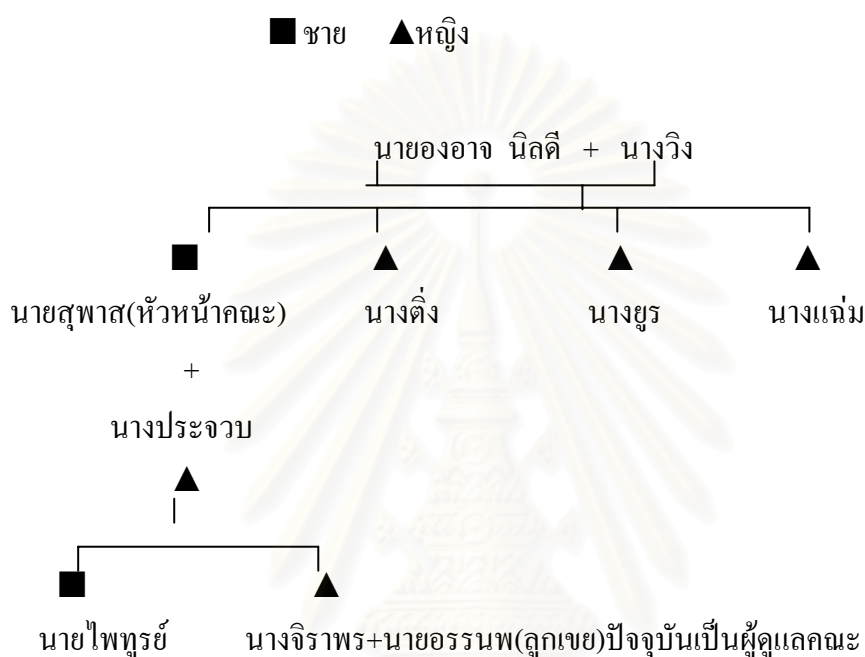 ■ ชาย ▲หญิง
นายองอาจ นิลดี + นางวิง
นายสุพาส(หัวหน้าคณะ) นางติ่ง นางยูร นางแฉ่ม
+
นางประจวบ
นายไพทูรย์ นางจิราพร+นายอรรนพ(ลูกเขย)ปัจจุบันเป็นผู้ดูแลคณะ